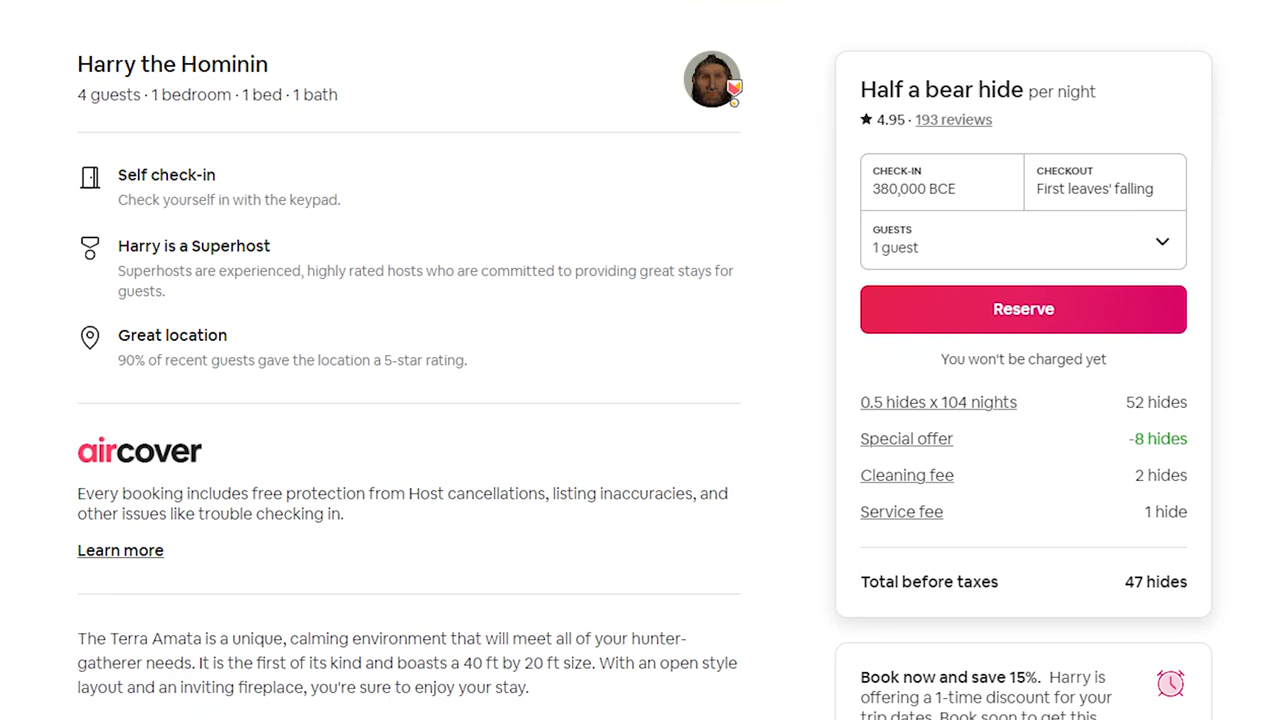 Harry the Hominin
4 guests · 1 bedroom · 1 bed · 1 bath
Self check-in
Check yourself in with the keypad.
Harry is a Superhost
Superhosts are experienced, highly rated hosts who are committed to providing great stays for
guests.
Great location
90% of recent guests gave the location a 5-star rating.
aircover
Every booking includes free protection from Host cancellations, listing inaccuracies, and
other issues like trouble checking in.
Learn more
The Terra Amata is a unique, calming environment that will meet all of your hunter-
gatherer needs. It is the first of its kind and boasts a 40 ft by 20 ft size. With an open style
layout and an inviting fireplace, you're sure to enjoy your stay.
Half a bear hide per night
★ 4.95 · 193 reviews
CHECK-IN CHECKOUT
380,000 BCE First leaves' falling
GUESTS
1 guest
Reserve
You won't be charged yet
0.5 hides x 104 nights 52 hides
Special offer -8 hides
Cleaning fee 2 hides
Service fee 1 hide
Total before taxes 47 hides
Book now and save 15%. Harry is
offering a 1-time discount for your
trip dates. Book soon to get this